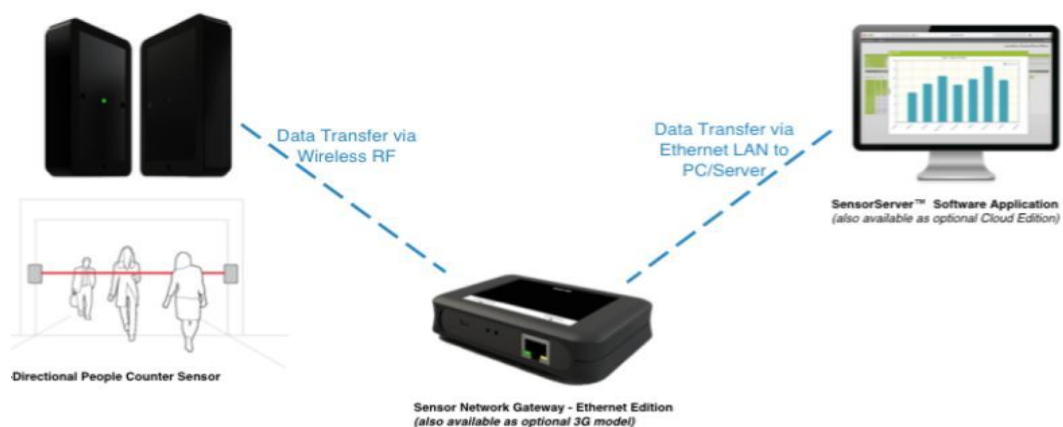 Data Transfer via
Wireless RF
Data Transfer via
Ethernet LAN to
PC/Server
SensorServer™ Software Application
(also available as optional Cloud Edition)
-Directional People Counter Sensor
Sensor Network Gateway - Ethernet Edition
(also available as optional 3G model)